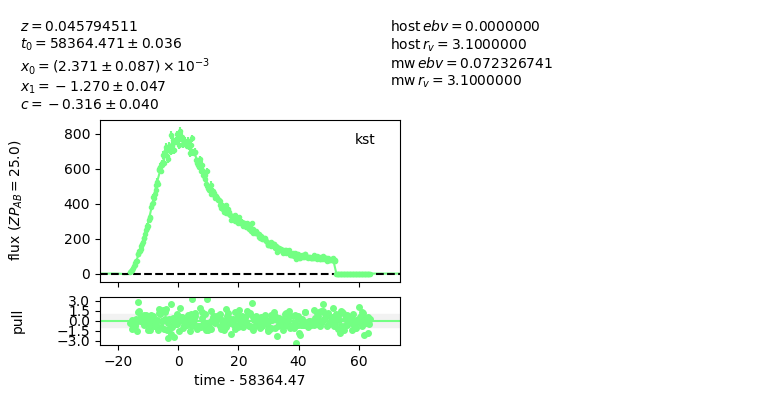 z = 0.045794511
t₀ = 58364.471 ± 0.036
x₀ = (2.371 ± 0.087) × 10⁻³
x₁ = −1.270 ± 0.047
c = −0.316 ± 0.040
host ebv = 0.0000000
host r_v = 3.1000000
mw ebv = 0.072326741
mw r_v = 3.1000000
kst
flux (ZP_AB = 25.0)
800
600
400
200
0
pull
3.0
1.5
0.0
−1.5
−3.0
−20 0 20 40 60
time - 58364.47